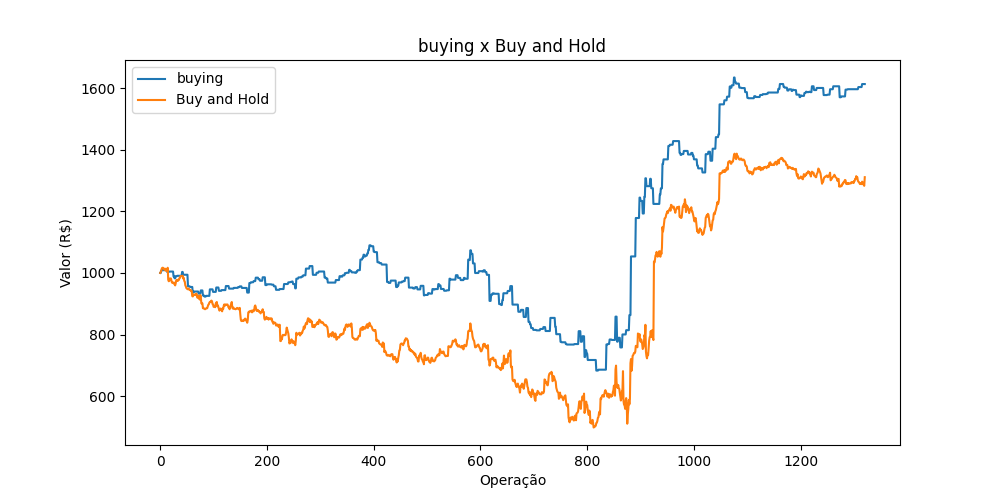 buying x Buy and Hold
buying
Buy and Hold
Valor (R$)
1600
1400
1200
1000
800
600
0 200 400 600 800 1000 1200
Operação